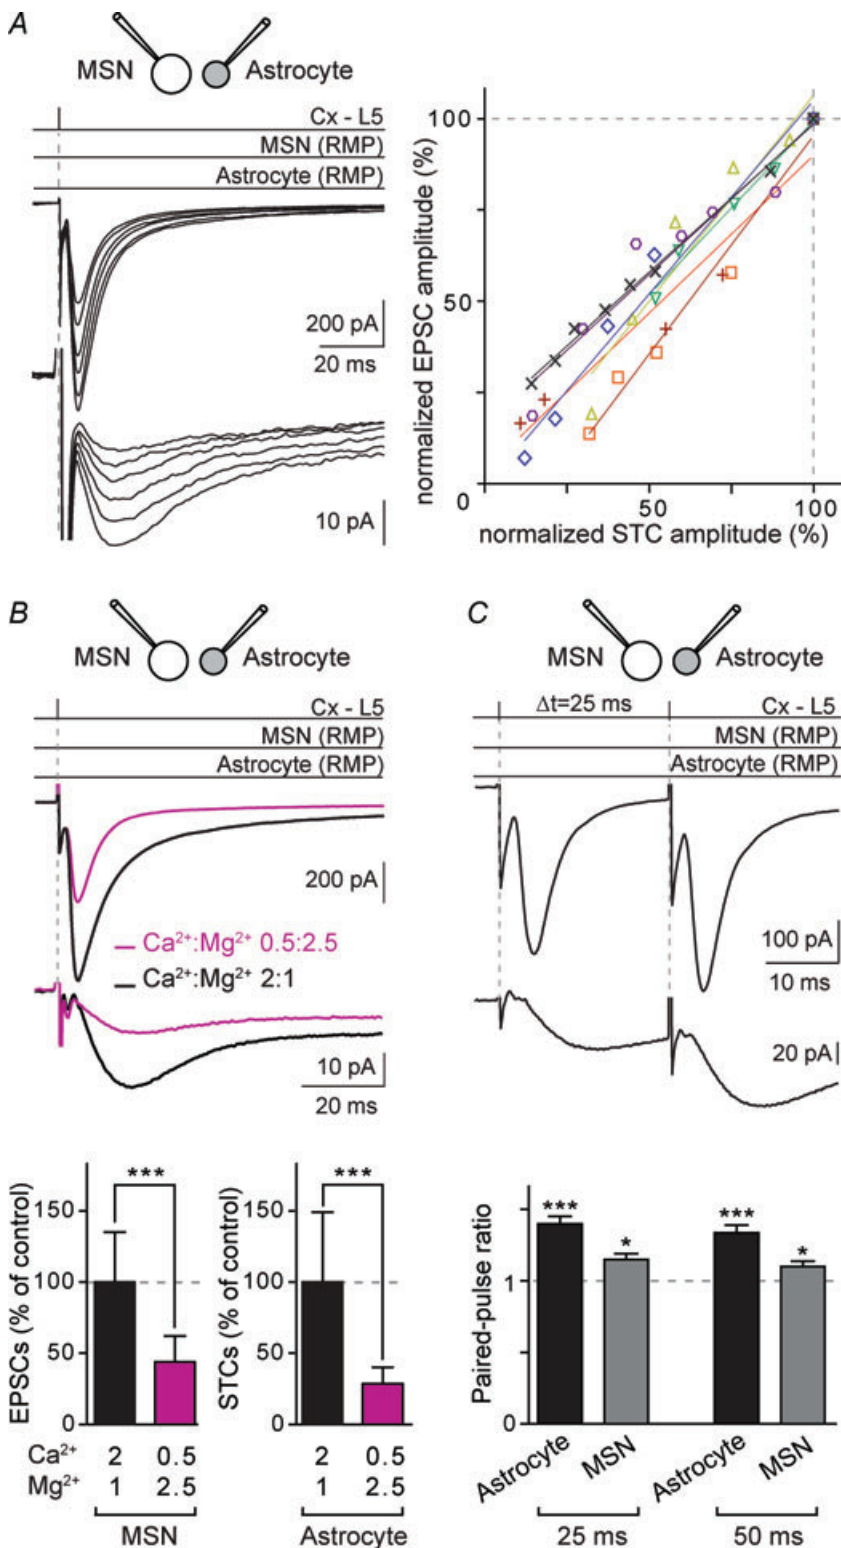 A
MSN Astrocyte
Cx - L5
MSN (RMP)
Astrocyte (RMP)
200 pA
20 ms
10 pA
normalized EPSC amplitude (%)
100
50
0
50 100
normalized STC amplitude (%)
B
MSN Astrocyte
Cx - L5
MSN (RMP)
Astrocyte (RMP)
200 pA
Ca²⁺:Mg²⁺ 0.5:2.5
Ca²⁺:Mg²⁺ 2:1
10 pA
20 ms
EPSCs (% of control)
150
100
50
0
***
STCs (% of control)
150
100
50
0
***
Ca²⁺ 2 0.5 2 0.5
Mg²⁺ 1 2.5 1 2.5
MSN Astrocyte
C
MSN Astrocyte
Δt=25 ms Cx - L5
MSN (RMP)
Astrocyte (RMP)
100 pA
10 ms
20 pA
Paired-pulse ratio
1
0
*** * *** *
Astrocyte MSN Astrocyte MSN
25 ms 50 ms